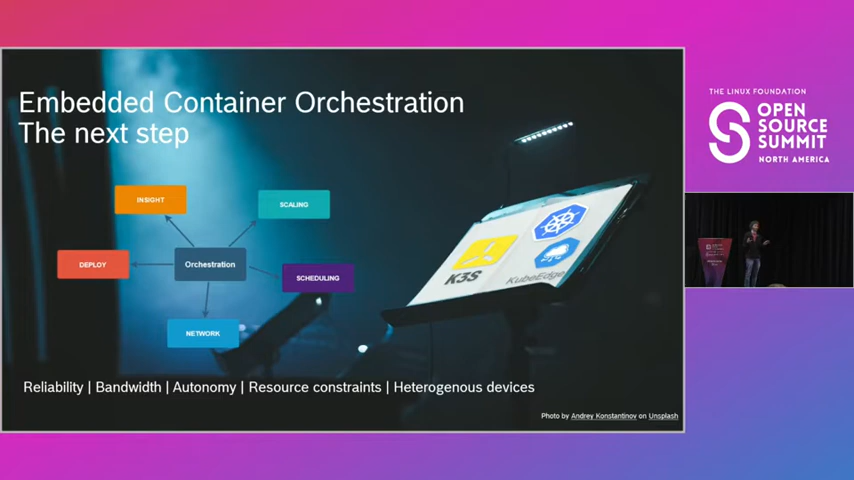 Embedded Container Orchestration
The next step
INSIGHT
SCALING
DEPLOY
Orchestration
SCHEDULING
NETWORK
K3S
KubeEdge
Reliability | Bandwidth | Autonomy | Resource constraints | Heterogenous devices
Photo by Andrey Konstantinov on Unsplash
THE LINUX FOUNDATION
OPEN
SOURCE
SUMMIT
NORTH AMERICA